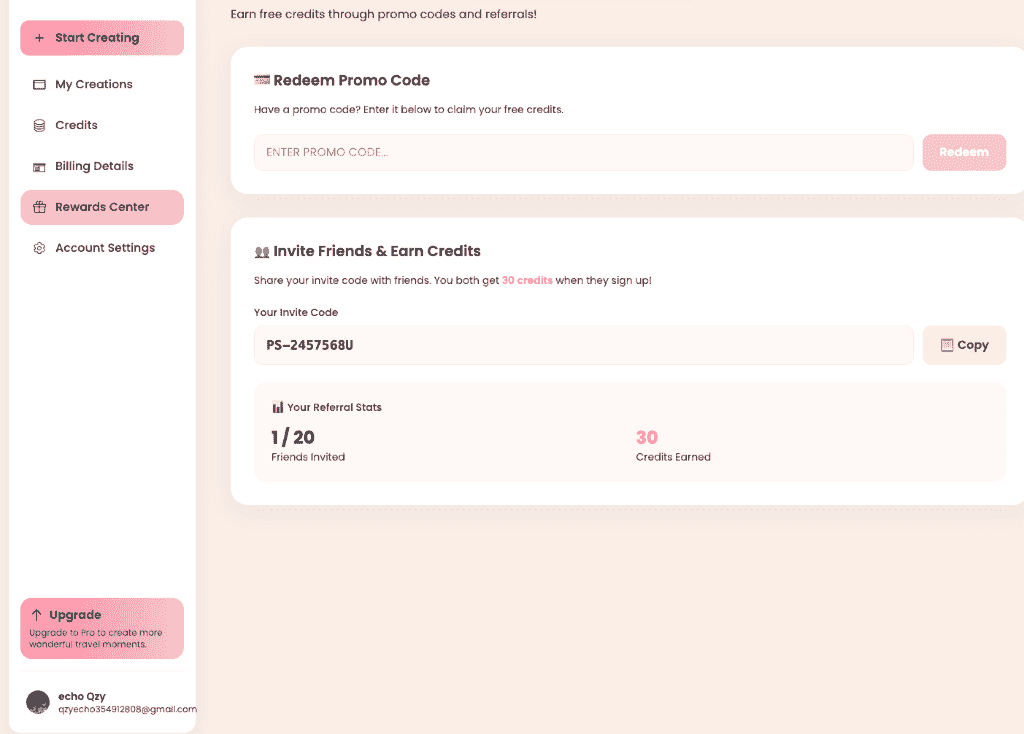 Start Creating
My Creations
Credits
Billing Details
Rewards Center
Account Settings
Upgrade
Upgrade to Pro to create more
wonderful travel moments.
echo Qzy
qzyecho354912808@gmail.com
Earn free credits through promo codes and referrals!
Redeem Promo Code
Have a promo code? Enter it below to claim your free credits.
ENTER PROMO CODE...
Redeem
Invite Friends & Earn Credits
Share your invite code with friends. You both get 30 credits when they sign up!
Your Invite Code
PS-2457568U
Copy
Your Referral Stats
1 / 20
Friends Invited
30
Credits Earned